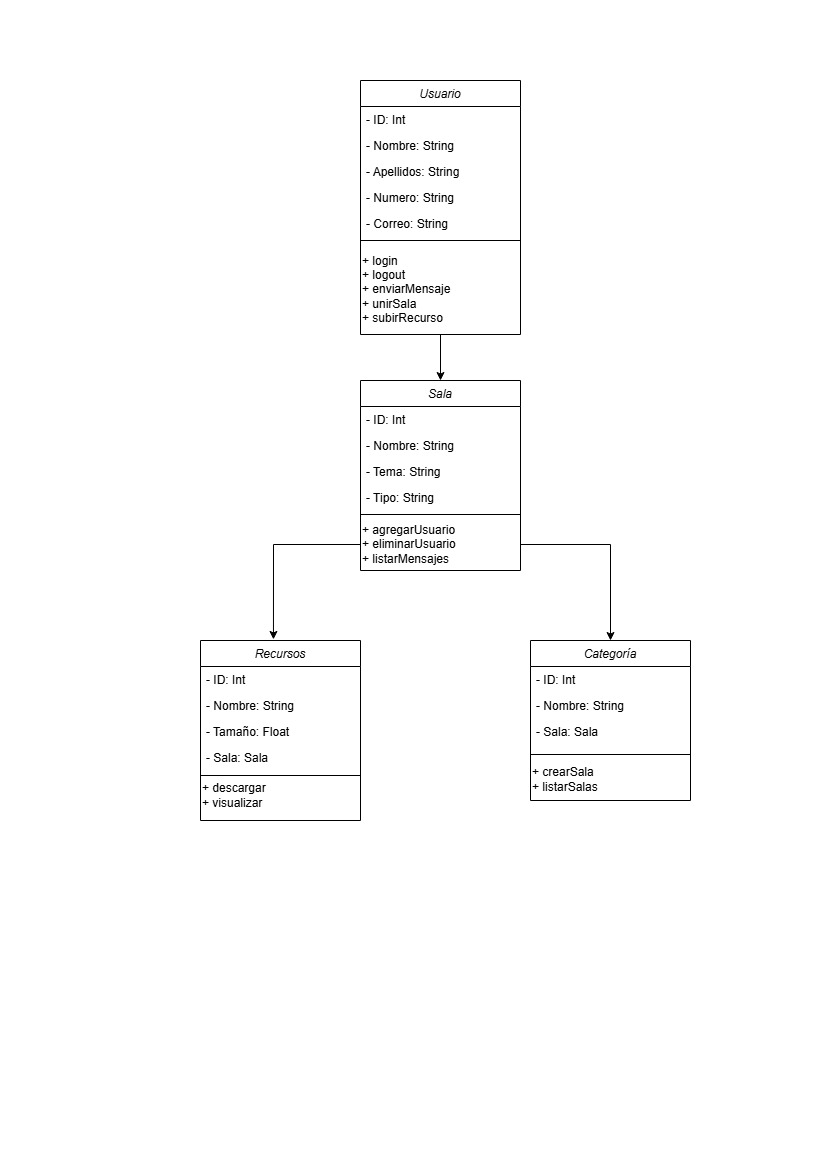 Usuario
- ID: Int
- Nombre: String
- Apellidos: String
- Numero: String
- Correo: String
+ login
+ logout
+ enviarMensaje
+ unirSala
+ subirRecurso
Sala
- ID: Int
- Nombre: String
- Tema: String
- Tipo: String
+ agregarUsuario
+ eliminarUsuario
+ listarMensajes
Recursos
- ID: Int
- Nombre: String
- Tamaño: Float
- Sala: Sala
+ descargar
+ visualizar
Categoría
- ID: Int
- Nombre: String
- Sala: Sala
+ crearSala
+ listarSalas